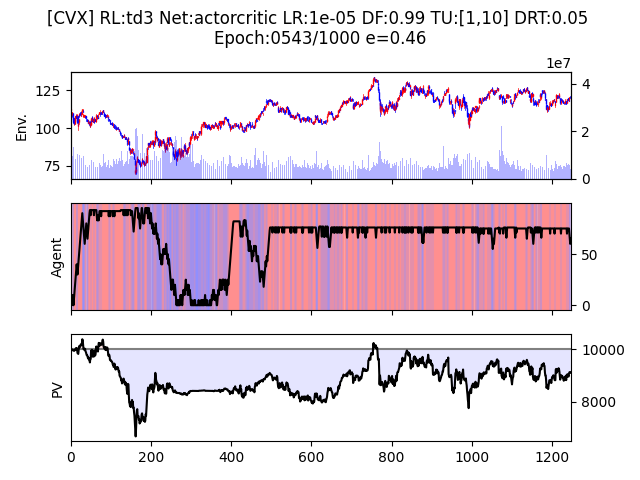 [CVX] RL:td3 Net:actorcritic LR:1e-05 DF:0.99 TU:[1,10] DRT:0.05
Epoch:0543/1000 e=0.46
1e7
125
100
75
Env.
4
2
0
Agent
50
0
PV
10000
8000
0 200 400 600 800 1000 1200